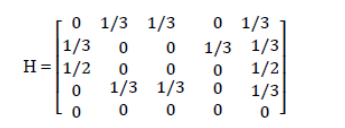 0 1/3 1/3 0 1/3
1/3 0 0 1/3 1/3
H = 1/2 0 0 0 1/2
0 1/3 1/3 0 1/3
0 0 0 0 0